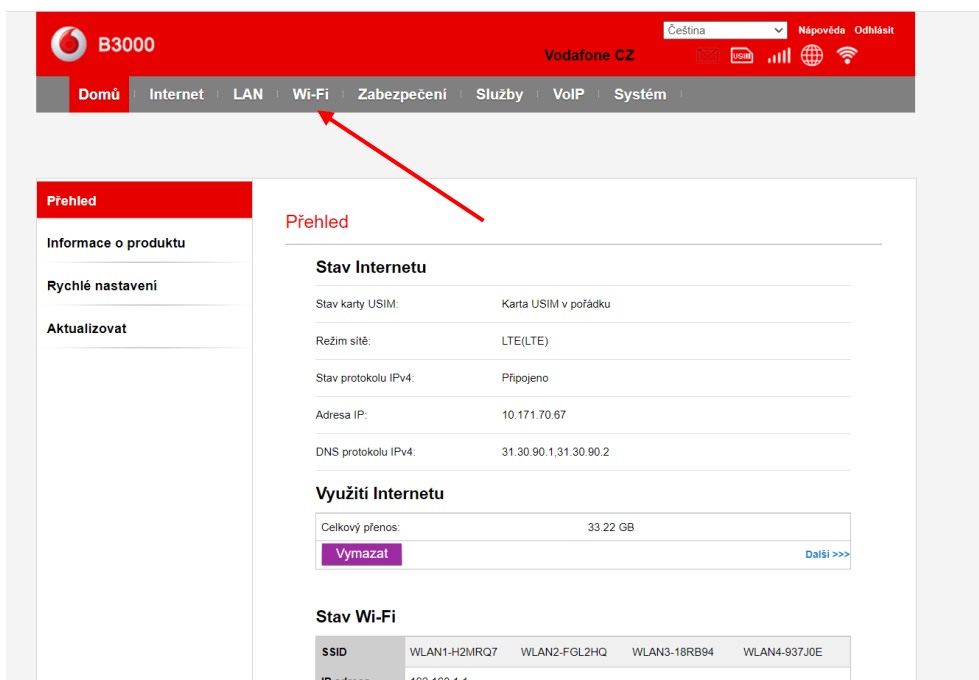 Čeština Nápověda Odhlásit
B3000
Vodafone CZ USIM
Domů Internet LAN Wi-Fi Zabezpečení Služby VoIP Systém
Přehled
Informace o produktu
Rychlé nastavení
Aktualizovat
Přehled
Stav Internetu
Stav karty USIM: Karta USIM v pořádku
Režim sítě: LTE(LTE)
Stav protokolu IPv4: Připojeno
Adresa IP: 10.171.70.67
DNS protokolu IPv4: 31.30.90.1,31.30.90.2
Využití Internetu
Celkový přenos: 33.22 GB
Vymazat Další >>>
Stav Wi-Fi
SSID WLAN1-H2MRQ7 WLAN2-FGL2HQ WLAN3-18RB94 WLAN4-937J0E